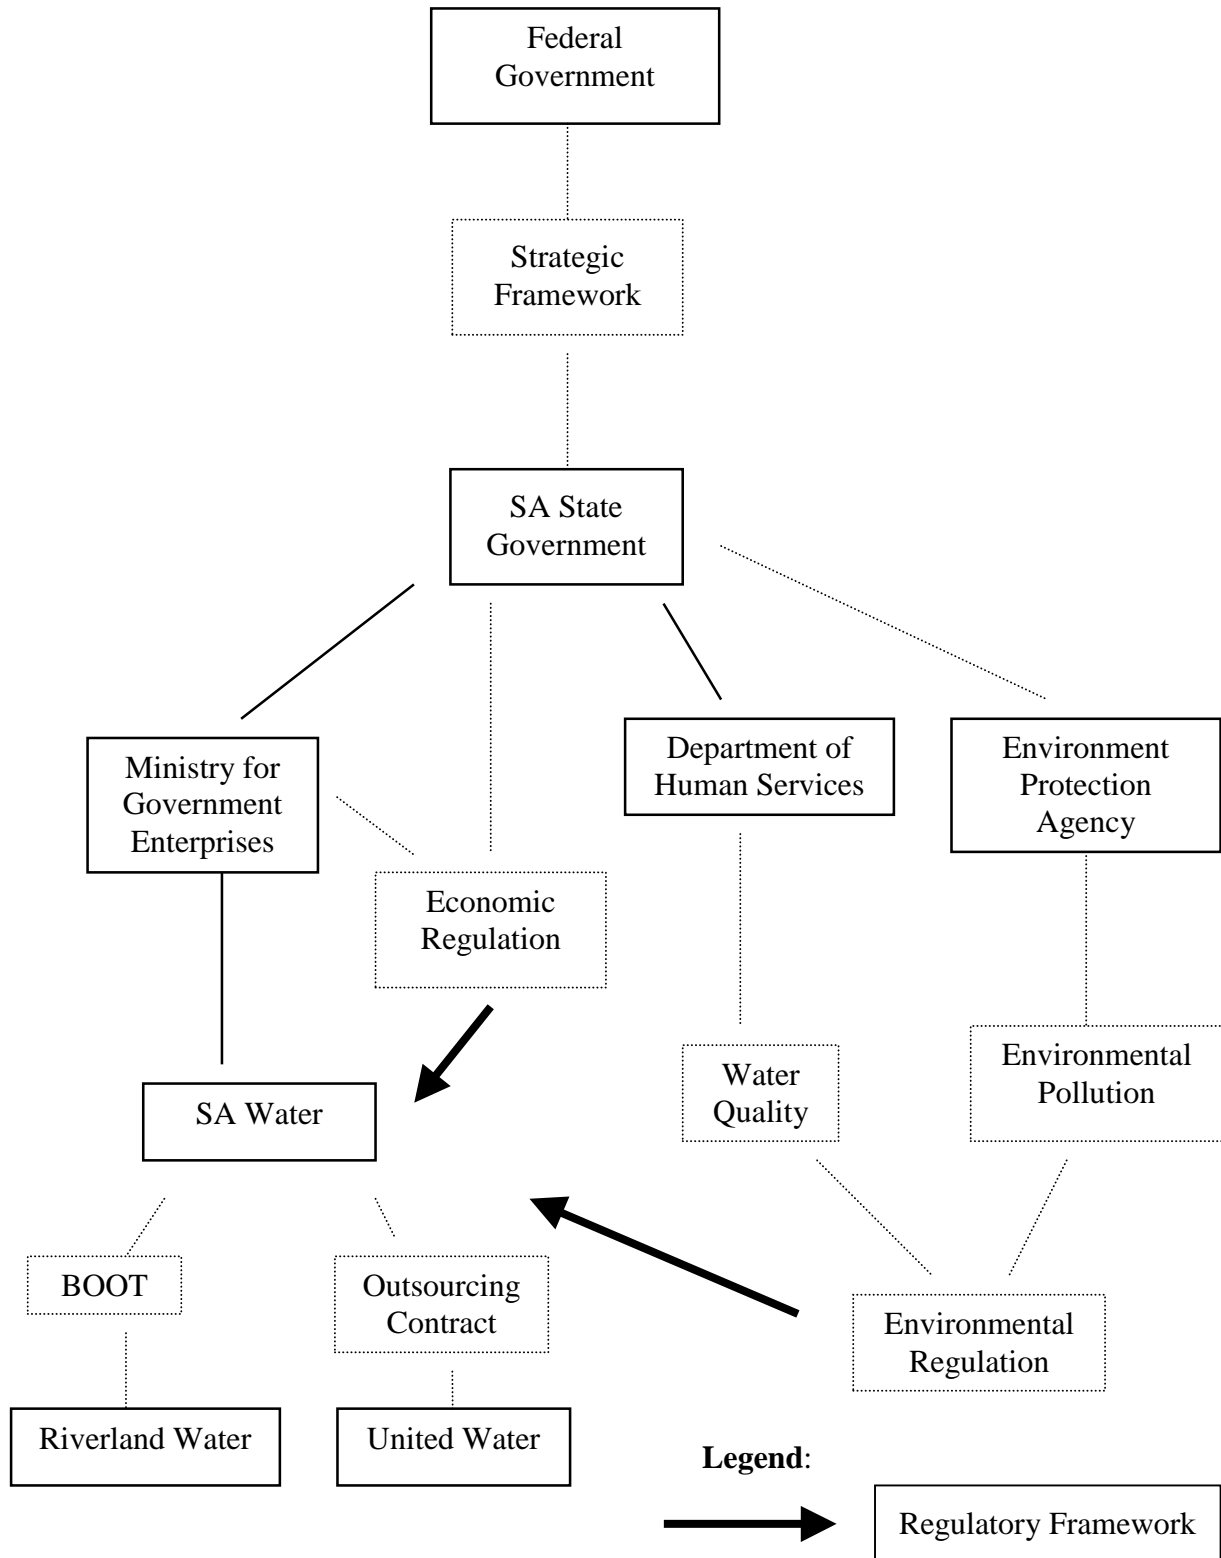 Federal
Government
Strategic
Framework
SA State
Government
Ministry for
Government
Enterprises
Department of
Human Services
Environment
Protection
Agency
Economic
Regulation
Water
Quality
Environmental
Pollution
SA Water
BOOT
Outsourcing
Contract
Environmental
Regulation
Riverland Water
United Water
Legend:
Regulatory Framework